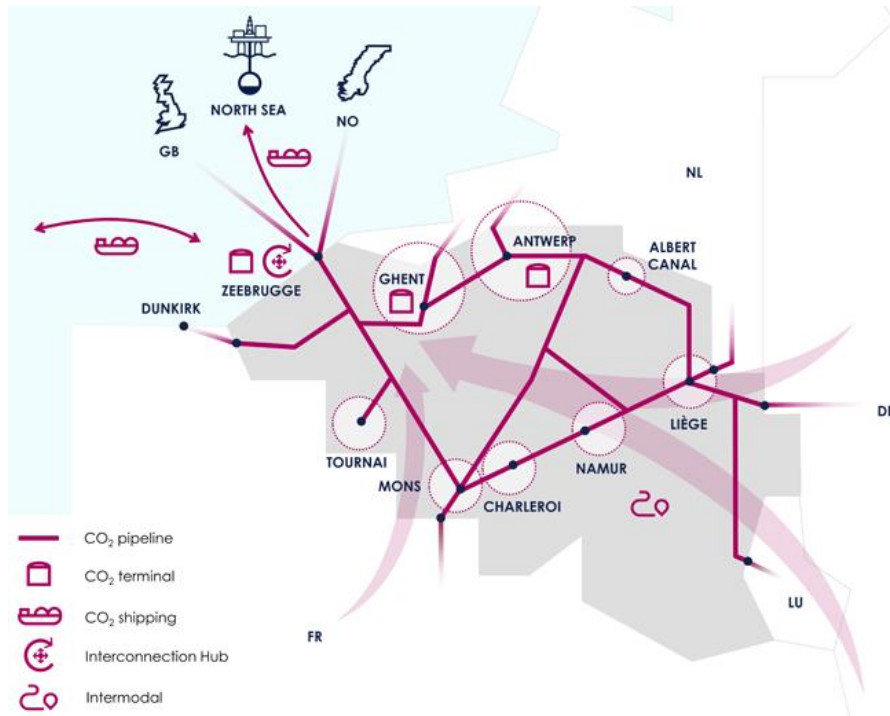 NORTH SEA
GB
NO
NL
ZEEBRUGGE
GHENT
ANTWERP
ALBERT
CANAL
DUNKIRK
TOURNAI
MONS
CHARLEROI
NAMUR
LIÈGE
DE
LU
FR
CO₂ pipeline
CO₂ terminal
CO₂ shipping
Interconnection Hub
Intermodal